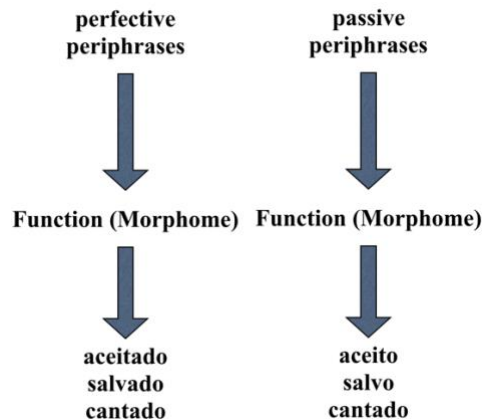 perfective
periphrases
passive
periphrases
Function (Morphome)
Function (Morphome)
aceitado
salvado
cantado
aceito
salvo
cantado